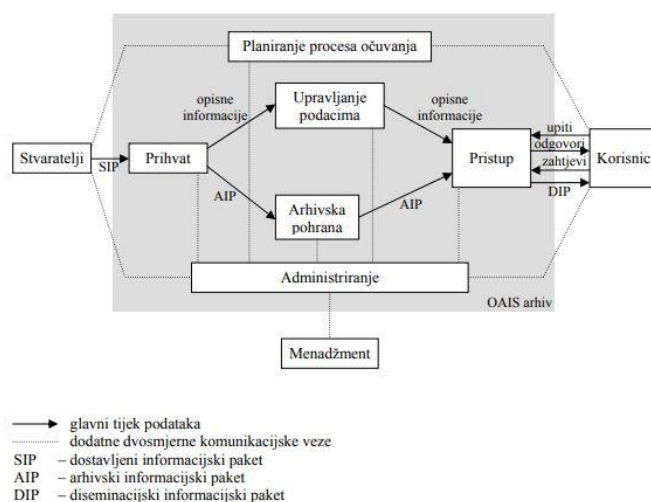 Planiranje procesa očuvanja
opisne
informacije
Upravljanje
podacima
opisne
informacije
Stvaratelji
SIP
Prihvat
Pristup
upiti
odgovori
zahtjevi
DIP
Korisnici
AIP
Arhivska
pohrana
AIP
Administriranje
OAIS arhiv
Menadžment
glavni tijek podataka
dodatne dvosmjerne komunikacijske veze
SIP – dostavljeni informacijski paket
AIP – arhivski informacijski paket
DIP – diseminacijski informacijski paket